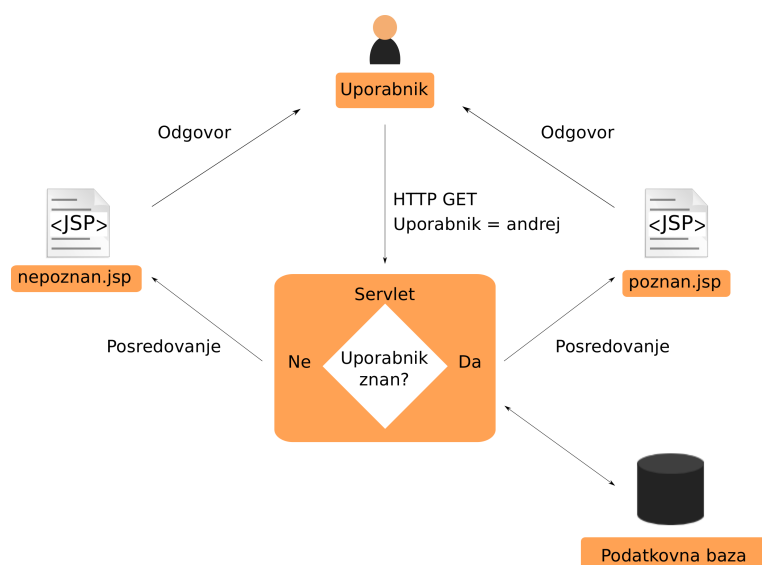 Uporabnik
Odgovor
Odgovor
HTTP GET
Uporabnik = andrej
<JSP>
<JSP>
nepoznan.jsp
poznan.jsp
Servlet
Posredovanje
Posredovanje
Ne
Uporabnik
znan?
Da
Podatkovna baza